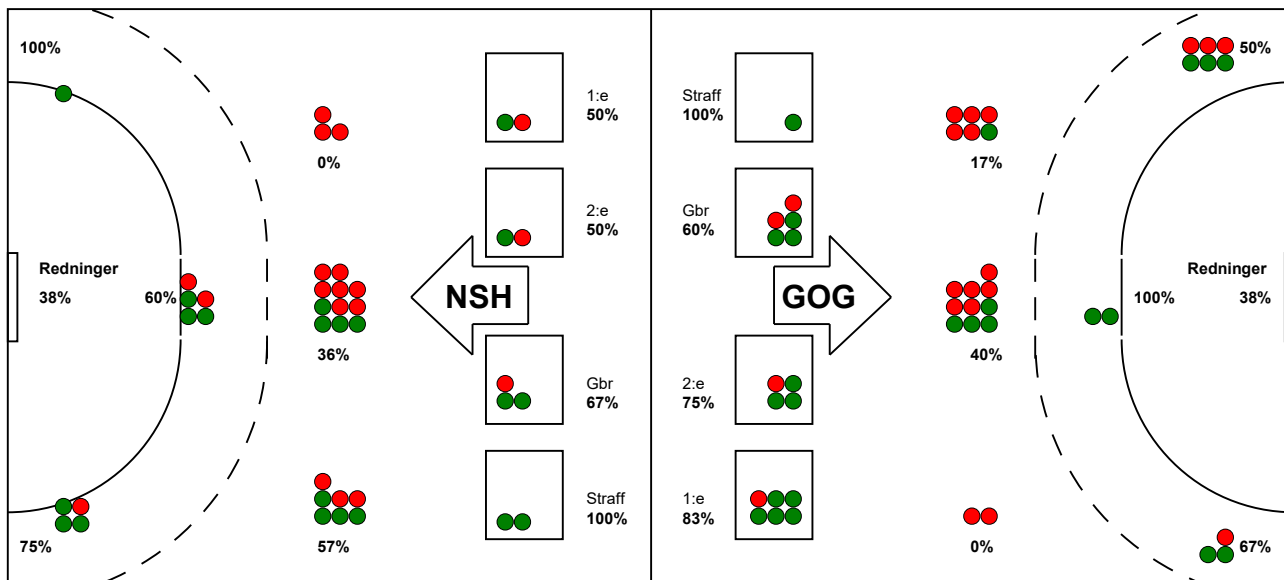 100%
1:e
50%
0%
2:e
50%
Redninger
38%
60%
NSH
36%
Gbr
67%
Straff
100%
75%
57%
Straff
100%
50%
17%
Gbr
60%
GOG
Redninger
100%
38%
40%
2:e
75%
1:e
83%
0%
67%